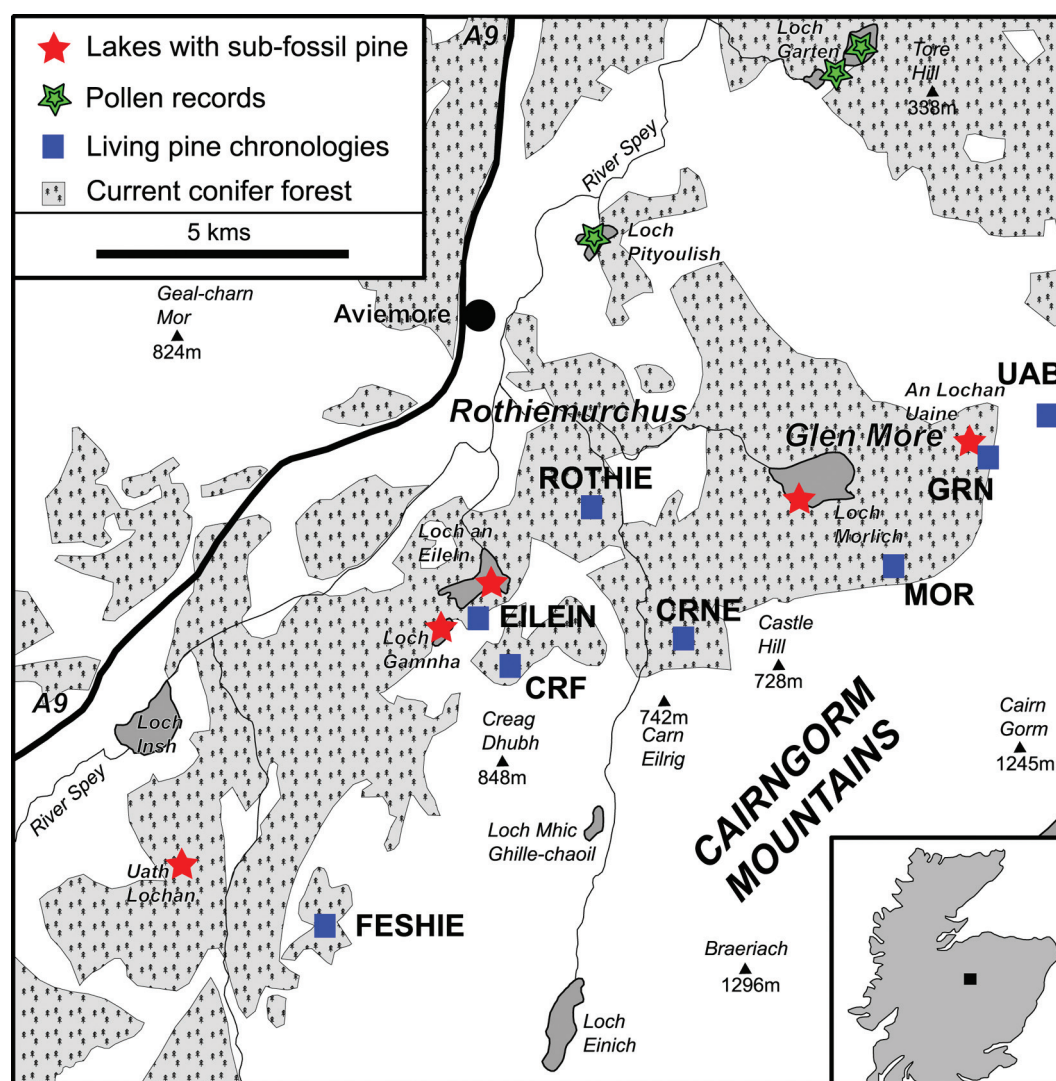 Lakes with sub-fossil pine
Pollen records
Living pine chronologies
Current conifer forest
5 kms
A9
Loch
Garten
Tore
Hill
338m
River Spey
Loch
Pityoulish
Geal-charn
Mor
824m
Aviemore
UAB
An Lochan
Uaine
Rothiemurchus
Glen More
ROTHIE
GRN
Loch
Morlich
Loch an
Eilein
MOR
EILEIN
CRNE
Castle
Hill
728m
Loch
Gamnha
CRF
A9
Loch
Insh
Creag
Dhubh
848m
742m
Carn
Eilrig
Cairn
Gorm
1245m
River Spey
CAIRNGORM
MOUNTAINS
Loch Mhic
Ghille-chaoil
Uath
Lochan
FESHIE
Braeriach
1296m
Loch
Einich